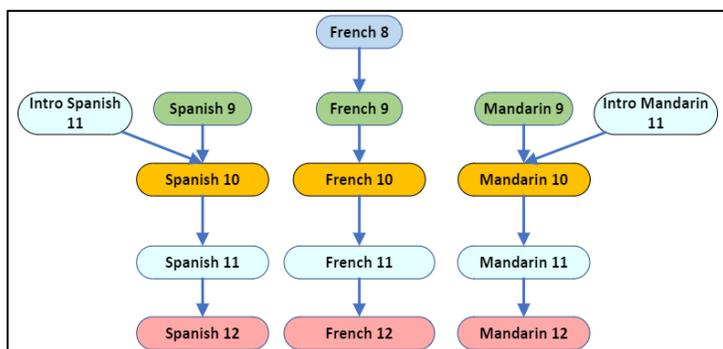 French 8
Intro Spanish
11
Spanish 9
French 9
Mandarin 9
Intro Mandarin
11
Spanish 10
French 10
Mandarin 10
Spanish 11
French 11
Mandarin 11
Spanish 12
French 12
Mandarin 12